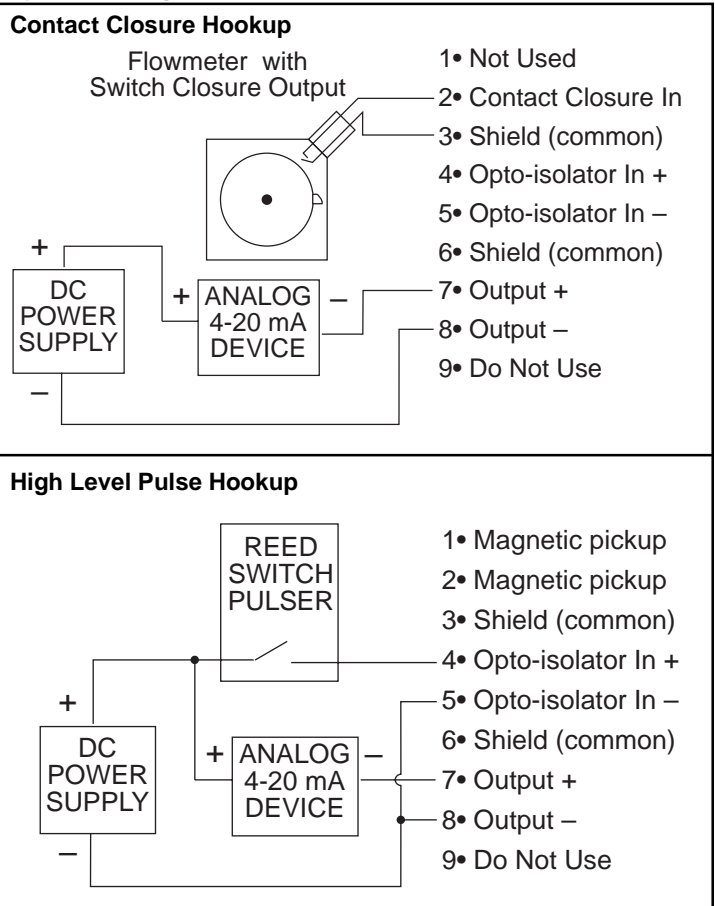 Contact Closure Hookup
Flowmeter with
Switch Closure Output
1• Not Used
2• Contact Closure In
3• Shield (common)
4• Opto-isolator In +
5• Opto-isolator In –
6• Shield (common)
7• Output +
8• Output –
9• Do Not Use
+
DC
POWER
SUPPLY
–
+
ANALOG
4-20 mA
DEVICE
–
High Level Pulse Hookup
REED
SWITCH
PULSER
1• Magnetic pickup
2• Magnetic pickup
3• Shield (common)
4• Opto-isolator In +
5• Opto-isolator In –
6• Shield (common)
7• Output +
8• Output –
9• Do Not Use
+
DC
POWER
SUPPLY
–
+
ANALOG
4-20 mA
DEVICE
–